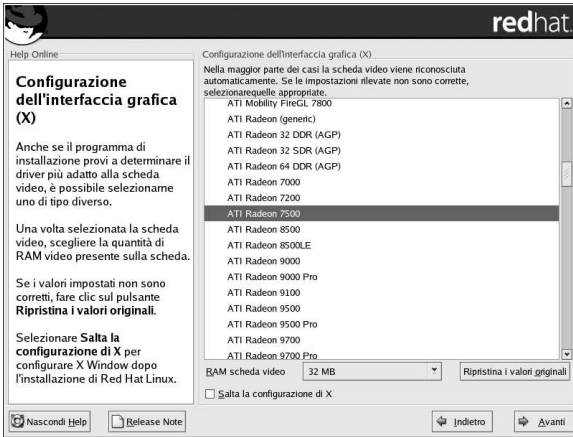 redhat.
Help Online
Configurazione
dell'interfaccia grafica
(X)
Anche se il programma di
installazione provi a determinare il
driver più adatto alla scheda
video, è possibile selezionarne
uno di tipo diverso.
Una volta selezionata la scheda
video, scegliere la quantità di
RAM video presente sulla scheda.
Se i valori impostati non sono
corretti, fare clic sul pulsante
Ripristina i valori originali.
Selezionare Salta la
configurazione di X per
configurare X Window dopo
l'installazione di Red Hat Linux.
Configurazione dell'interfaccia grafica (X)
Nella maggior parte dei casi la scheda video viene riconosciuta
automaticamente. Se le impostazioni rilevate non sono corrette,
selezionarequelle appropriate.
ATI Mobility FireGL 7800
ATI Radeon (generic)
ATI Radeon 32 DDR (AGP)
ATI Radeon 32 SDR (AGP)
ATI Radeon 64 DDR (AGP)
ATI Radeon 7000
ATI Radeon 7200
ATI Radeon 7500
ATI Radeon 8500
ATI Radeon 8500LE
ATI Radeon 9000
ATI Radeon 9000 Pro
ATI Radeon 9100
ATI Radeon 9500
ATI Radeon 9500 Pro
ATI Radeon 9700
ATI Radeon 9700 Pro
RAM scheda video 32 MB Ripristina i valori originali
Salta la configurazione di X
Nascondi Help Release Note Indietro Avanti